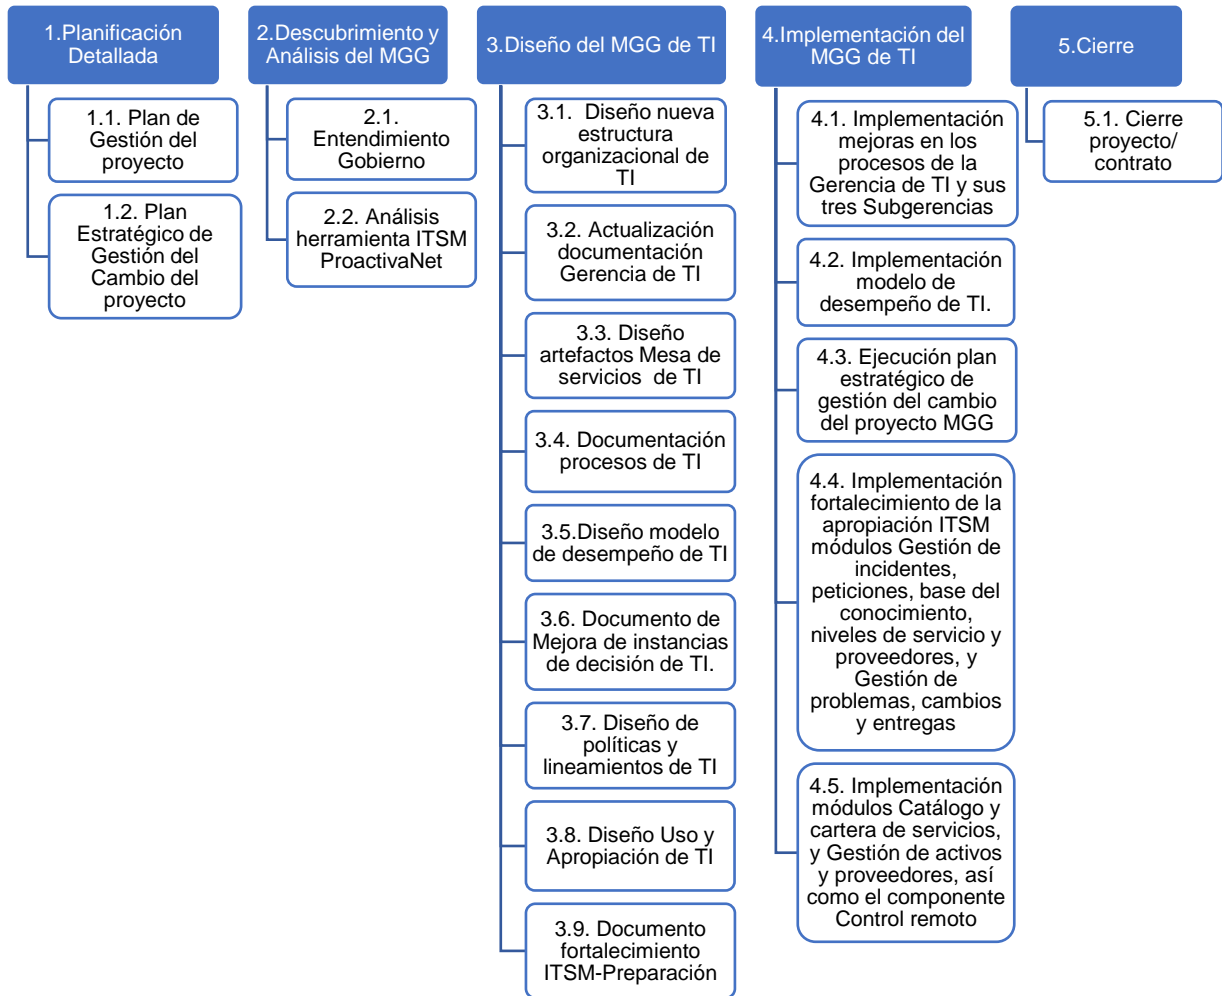 1.Planificación
Detallada
1.1. Plan de
Gestión del
proyecto
1.2. Plan
Estratégico de
Gestión del
Cambio del
proyecto
2.Descubrimiento y
Análisis del MGG
2.1.
Entendimiento
Gobierno
2.2. Análisis
herramienta ITSM
ProactivaNet
3.Diseño del MGG de TI
3.1. Diseño nueva
estructura
organizacional de
TI
3.2. Actualización
documentación
Gerencia de TI
3.3. Diseño
artefactos Mesa de
servicios de TI
3.4. Documentación
procesos de TI
3.5.Diseño modelo
de desempeño de TI
3.6. Documento de
Mejora de instancias
de decisión de TI.
3.7. Diseño de
políticas y
lineamientos de TI
3.8. Diseño Uso y
Apropiación de TI
3.9. Documento
fortalecimiento
ITSM-Preparación
4.Implementación del
MGG de TI
4.1. Implementación
mejoras en los
procesos de la
Gerencia de TI y sus
tres Subgerencias
4.2. Implementación
modelo de
desempeño de TI.
4.3. Ejecución plan
estratégico de
gestión del cambio
del proyecto MGG
4.4. Implementación
fortalecimiento de la
apropiación ITSM
módulos Gestión de
incidentes,
peticiones, base del
conocimiento,
niveles de servicio y
proveedores, y
Gestión de
problemas, cambios
y entregas
4.5. Implementación
módulos Catálogo y
cartera de servicios,
y Gestión de activos
y proveedores, así
como el componente
Control remoto
5.Cierre
5.1. Cierre
proyecto/
contrato